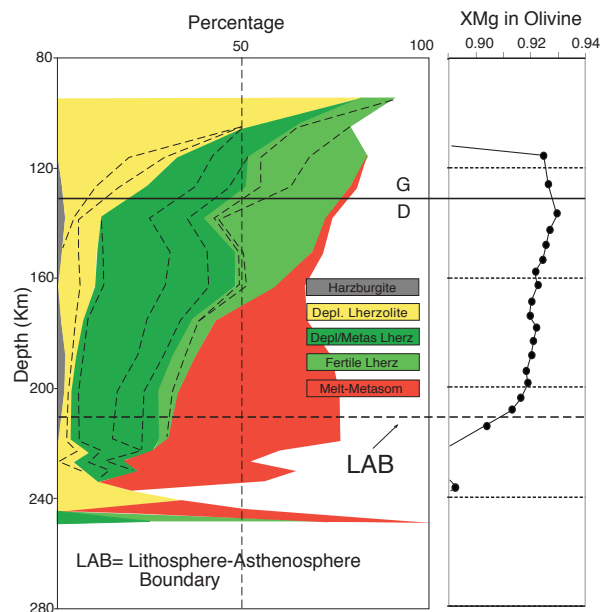 Percentage
XMg in Olivine
50
100
0.90
0.92
0.94
80
120
160
200
240
280
Depth (Km)
G
D
Harzburgite
Depl. Lherzolite
Depl/Metas Lherz
Fertile Lherz
Melt-Metasom
LAB
LAB= Lithosphere-Asthenosphere
Boundary